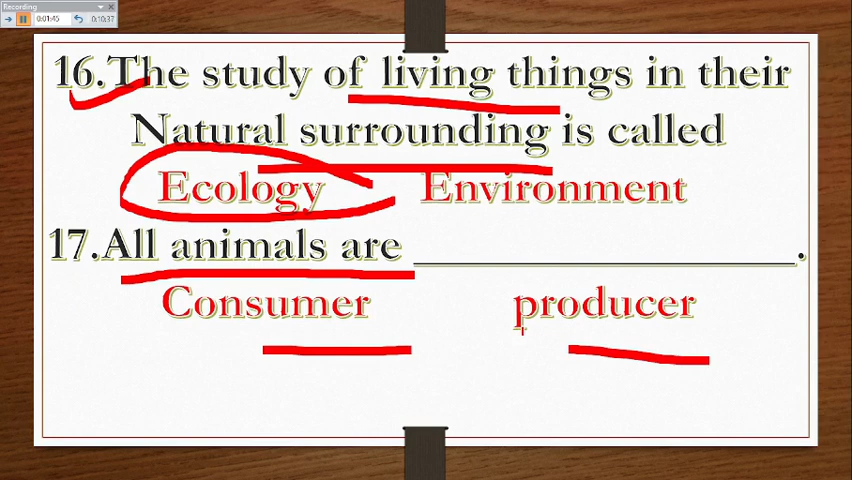 Recording
0:01:45
0:10:37
16.The study of living things in their
Natural surrounding is called
Ecology Environment
17.All animals are ____________________.
Consumer producer